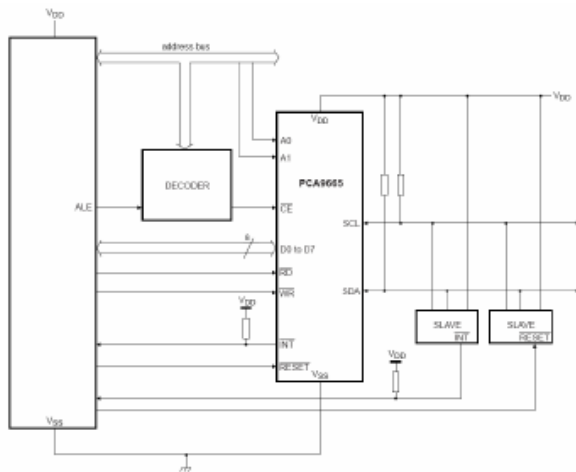 VDD
address bus
VDD
VDD
A0
A1
PCA9665
DECODER
ALE
CE
SCL
8
D0 to D7
RD
SDA
WR
VDD
SLAVE
INT
SLAVE
RESET
INT
VDD
RESET
VSS
VSS